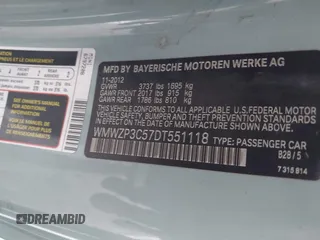 MFD BY BAYERISCHE MOTOREN WERKE AG
11-2012
GVWR 3737 lbs 1695 kg
GAWR FRONT 2017 lbs 915 kg
GAWR REAR 1786 lbs 810 kg
THIS VEHICLE CONFORMS TO ALL APPLICABLE U.S. FEDERAL MOTOR
VEHICLE SAFETY, BUMPER AND THEFT PREVENTION STANDARDS IN
EFFECT ON THE DATE OF MANUFACTURE SHOWN ABOVE.
WMWZP3C57DT551118 TYPE: PASSENGER CAR
B28 / 5
7 315 814
DREAMBID